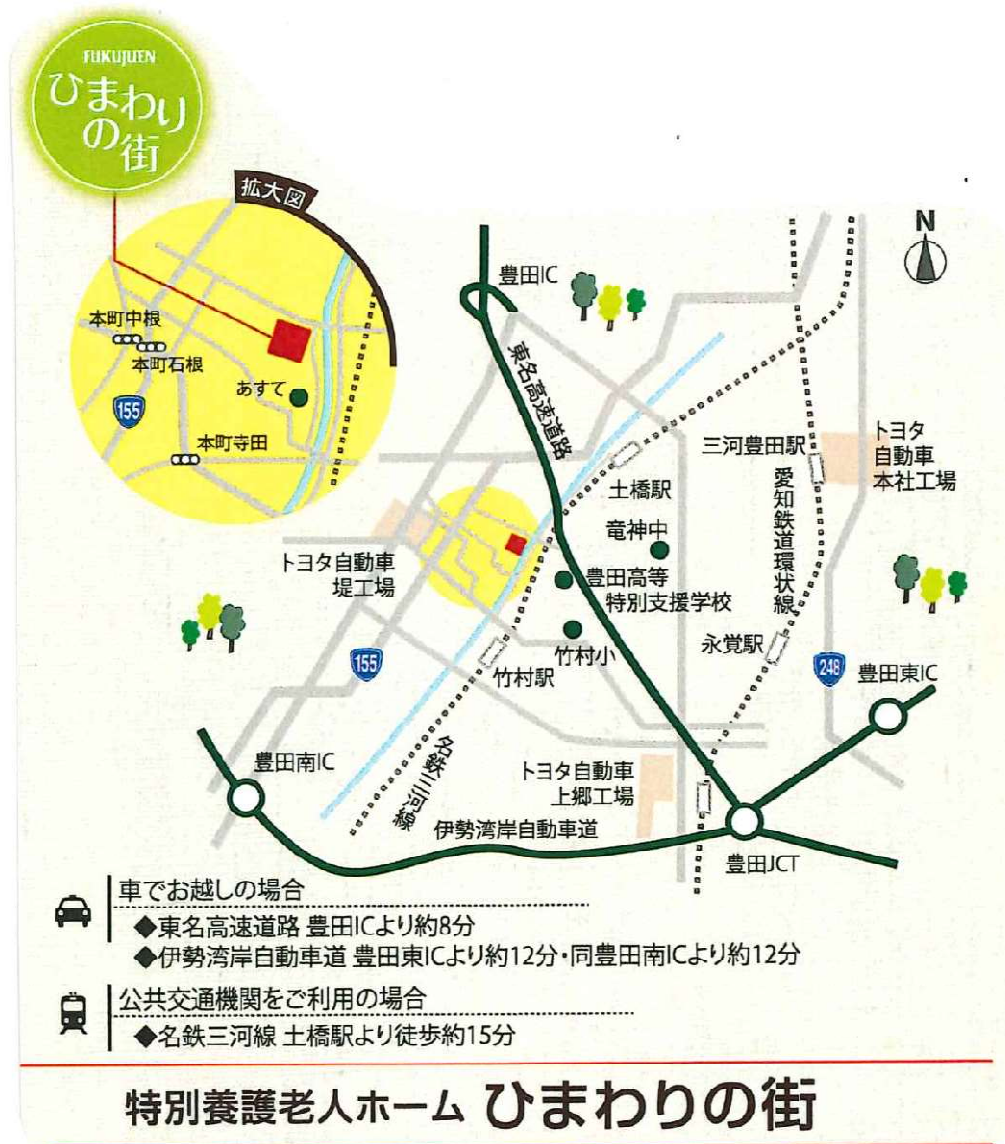 FUKUJUEN
ひまわり
の街
拡大図
本町中根
本町石根
あすて
155
本町寺田
N
豊田IC
東名高速道路
土橋駅
三河豊田駅
トヨタ
自動車
本社工場
愛知鉄道環状線
竜神中
トヨタ自動車
堤工場
豊田高等
特別支援学校
竹村小
永覚駅
155
竹村駅
248
豊田東IC
名鉄三河線
豊田南IC
トヨタ自動車
上郷工場
伊勢湾岸自動車道
豊田JCT
車でお越しの場合
◆東名高速道路 豊田ICより約8分
◆伊勢湾岸自動車道 豊田東ICより約12分・同豊田南ICより約12分
公共交通機関をご利用の場合
◆名鉄三河線 土橋駅より徒歩約15分
特別養護老人ホーム ひまわりの街